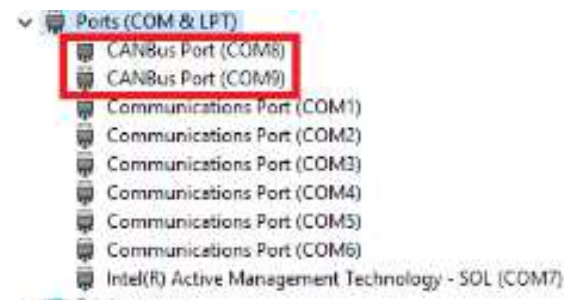 Ports (COM & LPT)
CANBus Port (COM8)
CANBus Port (COM9)
Communications Port (COM1)
Communications Port (COM2)
Communications Port (COM3)
Communications Port (COM4)
Communications Port (COM5)
Communications Port (COM6)
Intel(R) Active Management Technology - SOL (COM7)